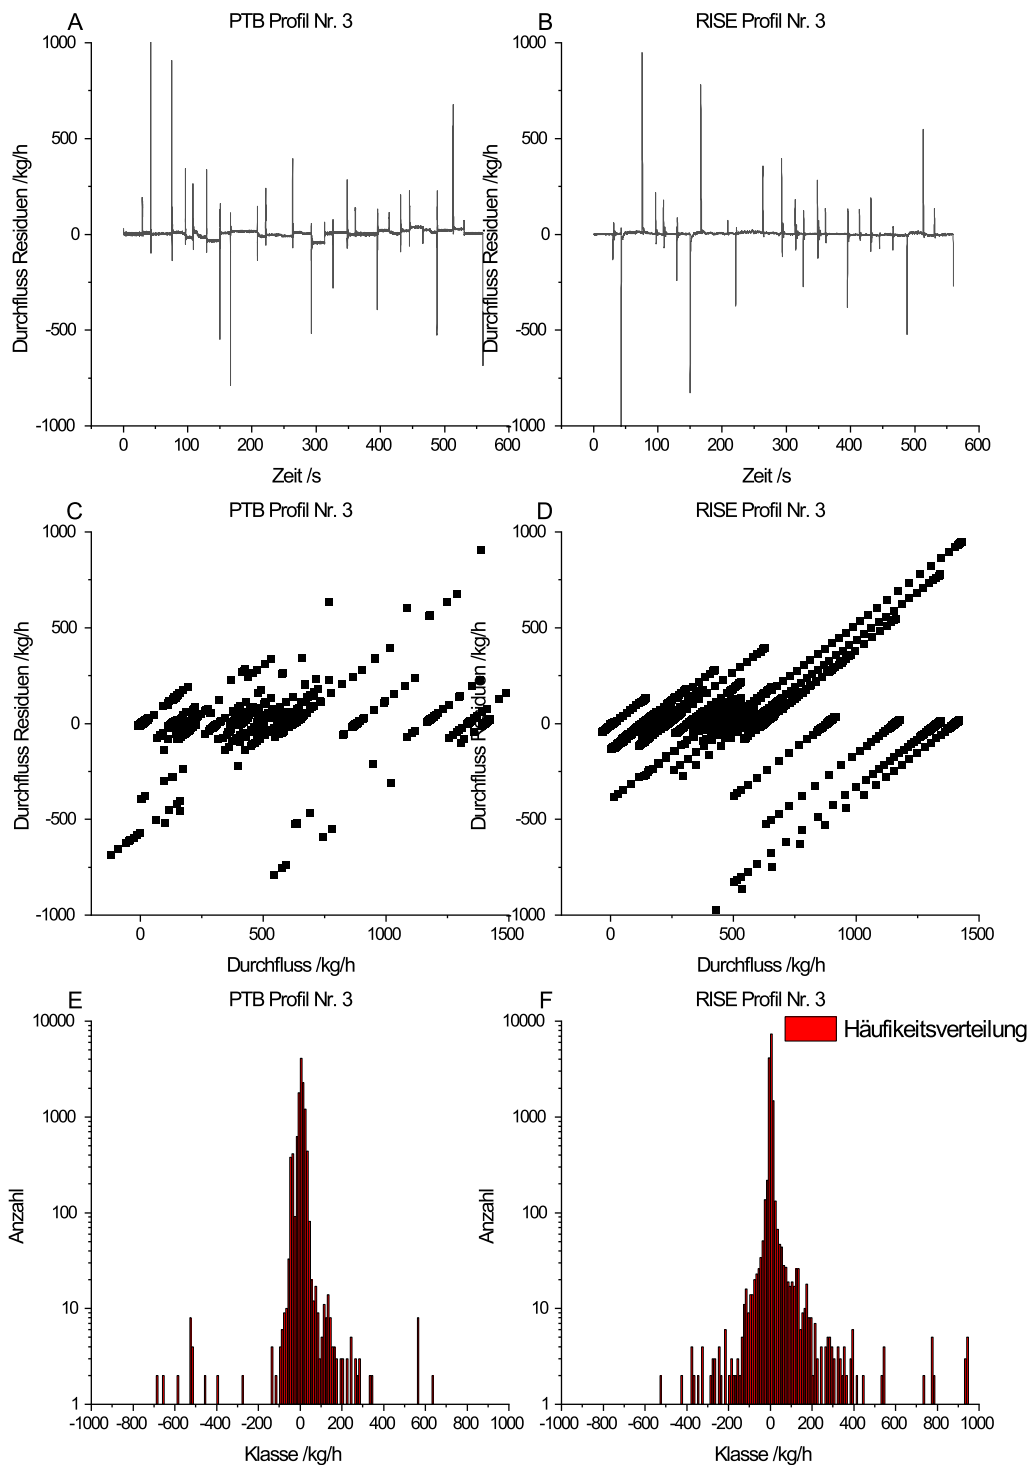 A
PTB Profil Nr. 3
B
RISE Profil Nr. 3
1000
500
0
-500
-1000
Durchfluss Residuen /kg/h
0 100 200 300 400 500 600
Zeit /s
1000
500
0
-500
-1000
Durchfluss Residuen /kg/h
0 100 200 300 400 500 600
Zeit /s
C
PTB Profil Nr. 3
D
RISE Profil Nr. 3
1000
500
0
-500
-1000
Durchfluss Residuen /kg/h
0 500 1000 1500
Durchfluss /kg/h
1000
500
0
-500
-1000
Durchfluss Residuen /kg/h
0 500 1000 1500
Durchfluss /kg/h
E
PTB Profil Nr. 3
F
RISE Profil Nr. 3
Häufikeitsverteilung
10000
1000
100
10
1
Anzahl
-1000 -800 -600 -400 -200 0 200 400 600 800 1000
Klasse /kg/h
10000
1000
100
10
1
Anzahl
-1000 -800 -600 -400 -200 0 200 400 600 800 1000
Klasse /kg/h